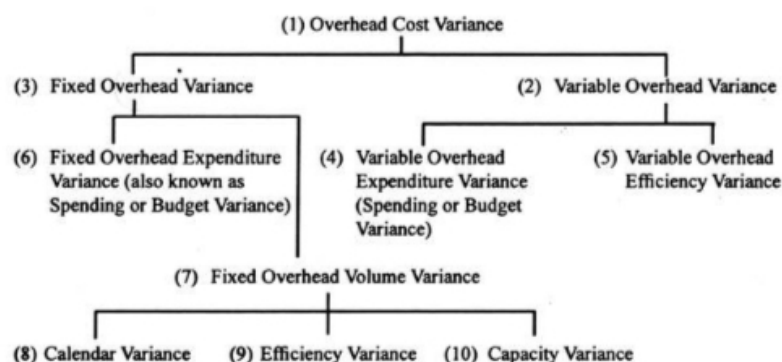 (1) Overhead Cost Variance
(3) Fixed Overhead Variance
(2) Variable Overhead Variance
(6) Fixed Overhead Expenditure
Variance (also known as
Spending or Budget Variance)
(4) Variable Overhead
Expenditure Variance
(Spending or Budget
Variance)
(5) Variable Overhead
Efficiency Variance
(7) Fixed Overhead Volume Variance
(8) Calendar Variance
(9) Efficiency Variance
(10) Capacity Variance